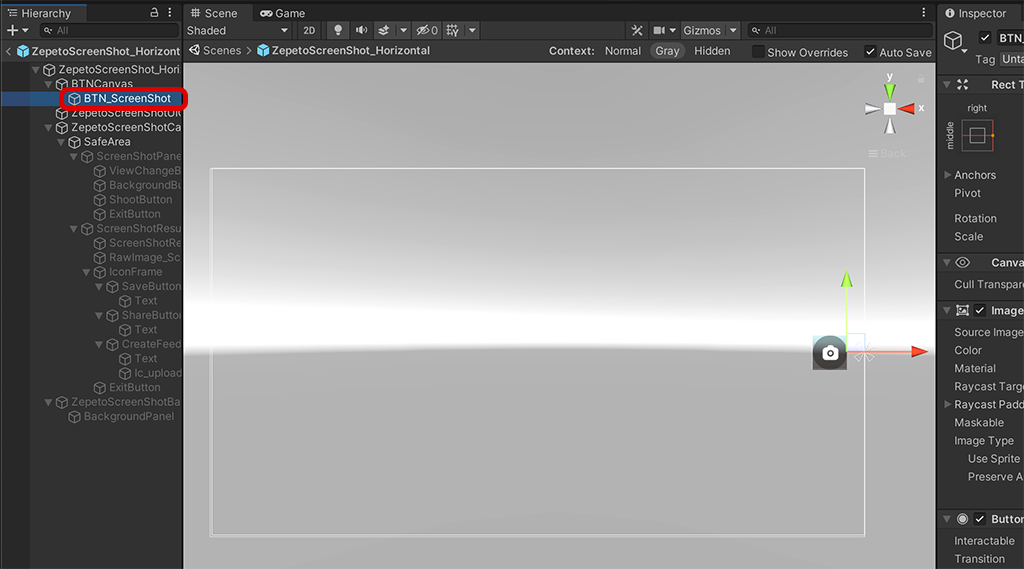 Hierarchy
All
ZepetoScreenShot_Horizont
ZepetoScreenShot_Hori
BTNCanvas
BTN_ScreenShot
ZepetoScreenShotUIC
ZepetoScreenShotCa
SafeArea
ScreenShotPane
ViewChangeB
BackgroundBu
ShootButton
ExitButton
ScreenShotResu
ScreenShotRe
RawImage_Sc
IconFrame
SaveButton
Text
ShareButton
Text
CreateFeed
Text
Ic_upload
ExitButton
ZepetoScreenShotBa
BackgroundPanel
Scene Game
Shaded 2D 0 Gizmos All
Scenes ZepetoScreenShot_Horizontal Context: Normal Gray Hidden Show Overrides Auto Save
y
x
Back
Inspector
BTN_
Tag Unta
Rect T
right
middle
Anchors
Pivot
Rotation
Scale
Canva
Cull Transpare
Image
Source Image
Color
Material
Raycast Targe
Raycast Padd
Maskable
Image Type
Use Sprite
Preserve A
Button
Interactable
Transition